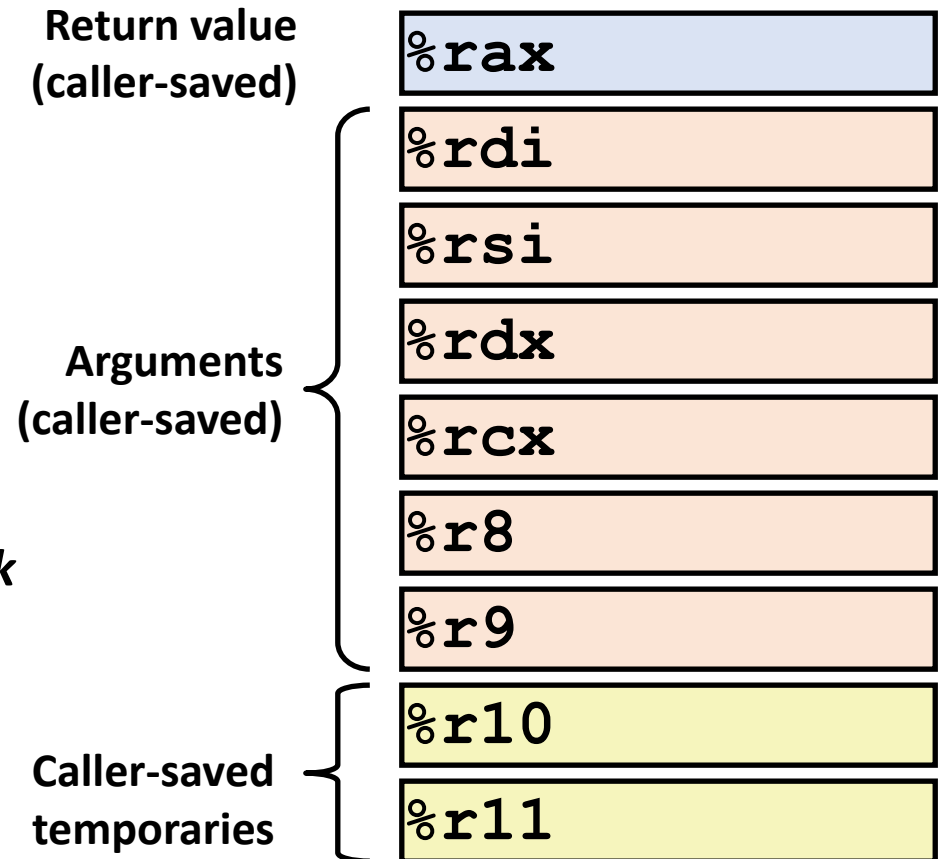 Return value
(caller-saved)
%rax
%rdi
%rsi
%rdx
Arguments
(caller-saved)
%rcx
%r8
k
%r9
%r10
Caller-saved
temporaries
%r11